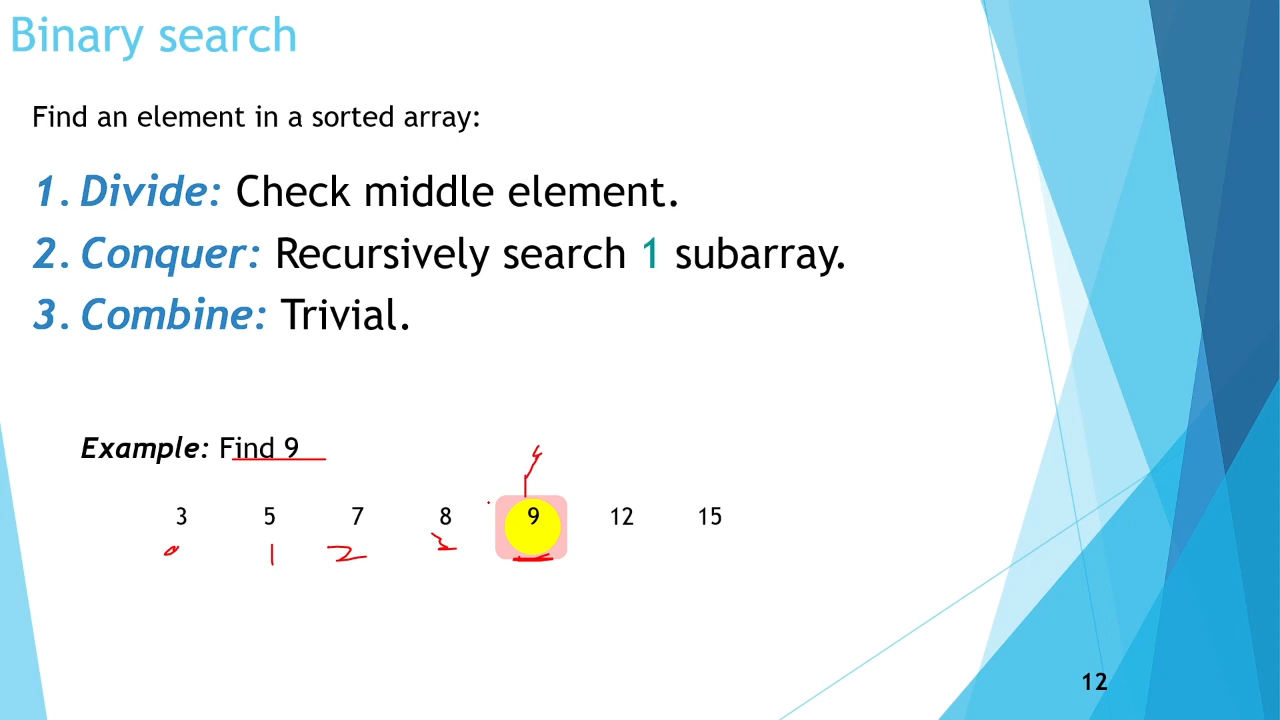 Binary search
Find an element in a sorted array:
1. Divide: Check middle element.
2. Conquer: Recursively search 1 subarray.
3. Combine: Trivial.
Example: Find 9
4
3 5 7 8 9 12 15
0 1 2 3
12